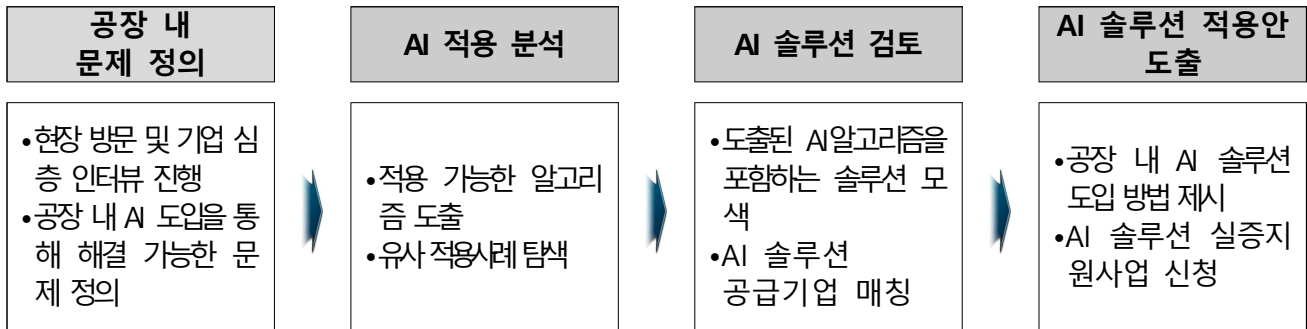 공장 내
문제 정의
AI 적용 분석
AI 솔루션 검토
AI 솔루션 적용안
도출
•현장 방문 및 기업 심
층 인터뷰 진행
•공장 내 AI 도입을 통
해 해결 가능한 문
제 정의
•적용 가능한 알고리
즘 도출
•유사 적용사례 탐색
•도출된 AI알고리즘을
포함하는 솔루션 모
색
•AI 솔루션
공급기업 매칭
•공장 내 AI 솔루션
도입 방법 제시
•AI 솔루션 실증지
원사업 신청